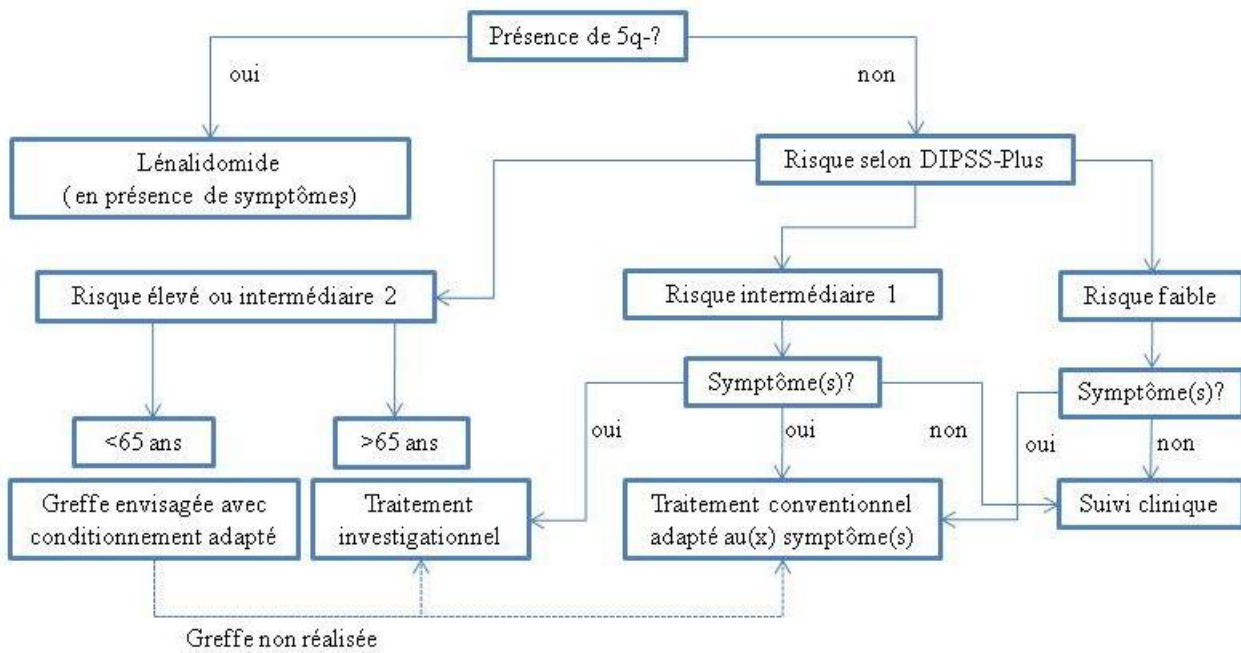 Présence de 5q-?
oui
non
Lénalidomide
( en présence de symptômes)
Risque selon DIPSS-Plus
Risque élevé ou intermédiaire 2
Risque intermédiaire 1
Risque faible
Symptôme(s)?
Symptôme(s)?
<65 ans
>65 ans
oui
oui
non
oui
non
Greffe envisagée avec
conditionnement adapté
Traitement
investigationnel
Traitement conventionnel
adapté au(x) symptôme(s)
Suivi clinique
Greffe non réalisée